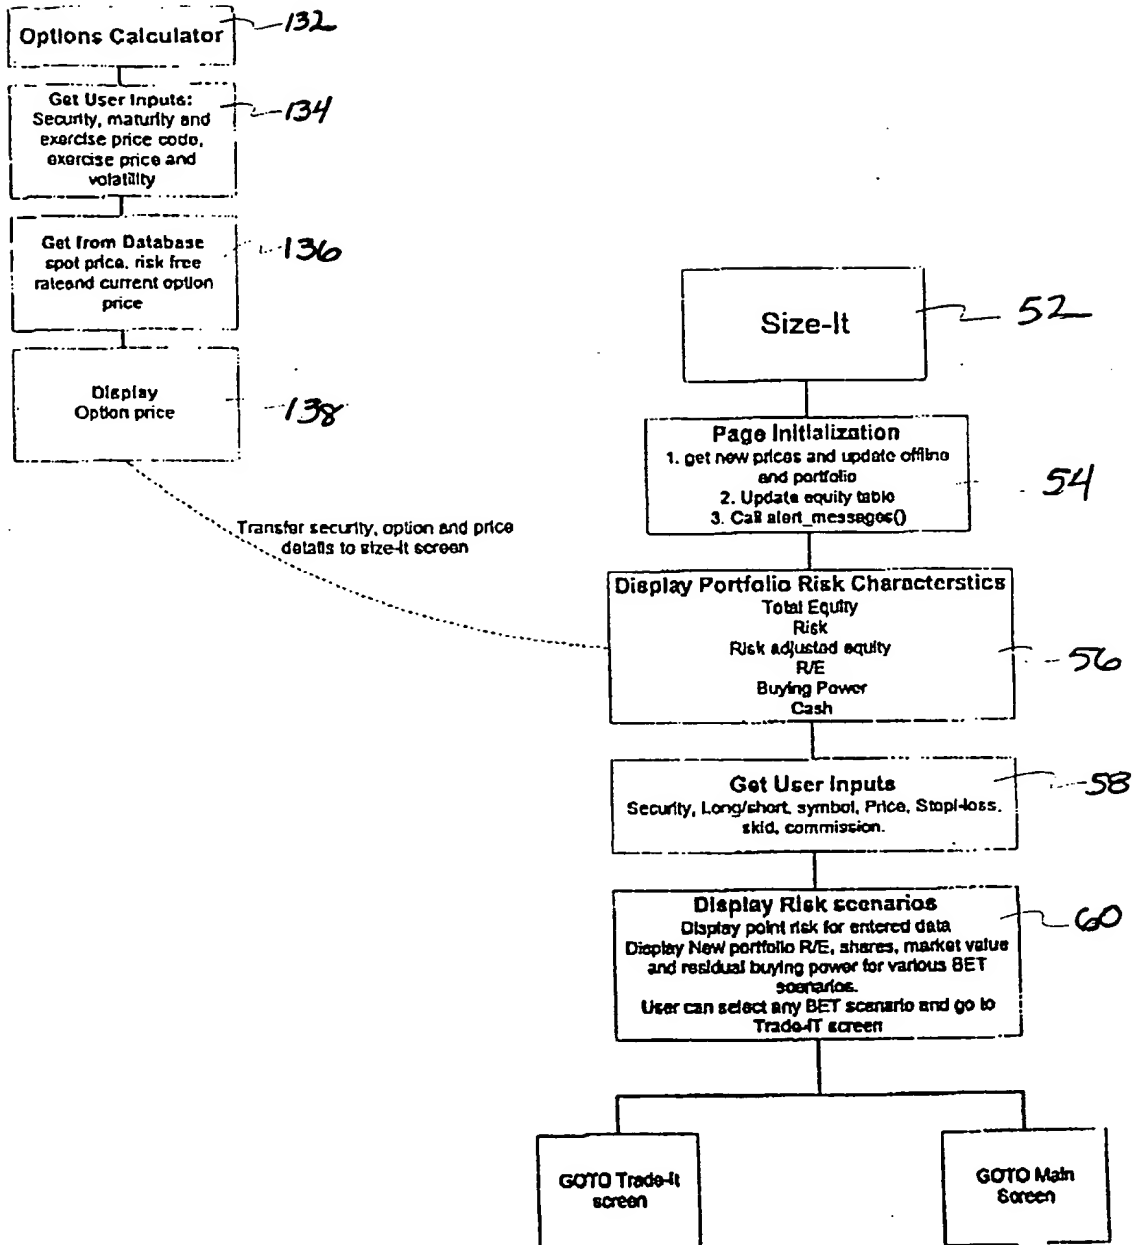 Options Calculator
132
Get User Inputs:
Security, maturity and
exercise price code,
exercise price and
volatility
134
Get from Database
spot price, risk free
rateand current option
price
136
Display
Option price
138
Transfer security, option and price
details to size-it screen
Size-It
52
Page Initialization
1. get new prices and update offline
and portfolio
2. Update equity table
3. Call alert_messages()
54
Display Portfolio Risk Characterstics
Total Equity
Risk
Risk adjusted equity
R/E
Buying Power
Cash
56
Get User Inputs
Security, Long/short, symbol, Price, Stopl-loss,
skid, commission.
58
Display Risk scenarios
Display point risk for entered data
Display New portfolio R/E, shares, market value
and residual buying power for various BET
scenarios.
User can select any BET scenario and go to
Trade-IT screen
60
GOTO Trade-It
screen
GOTO Main
Screen